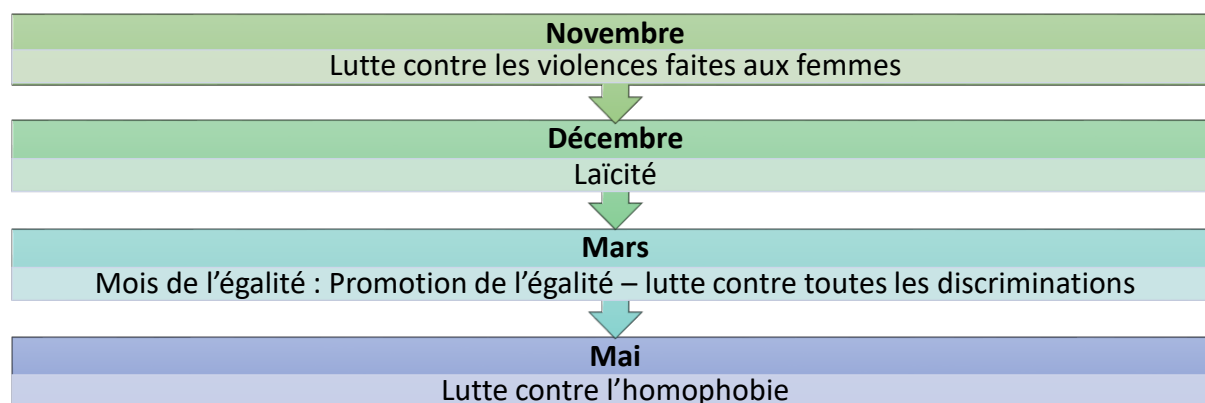 Novembre
Lutte contre les violences faites aux femmes
Décembre
Laïcité
Mars
Mois de l’égalité : Promotion de l’égalité – lutte contre toutes les discriminations
Mai
Lutte contre l’homophobie